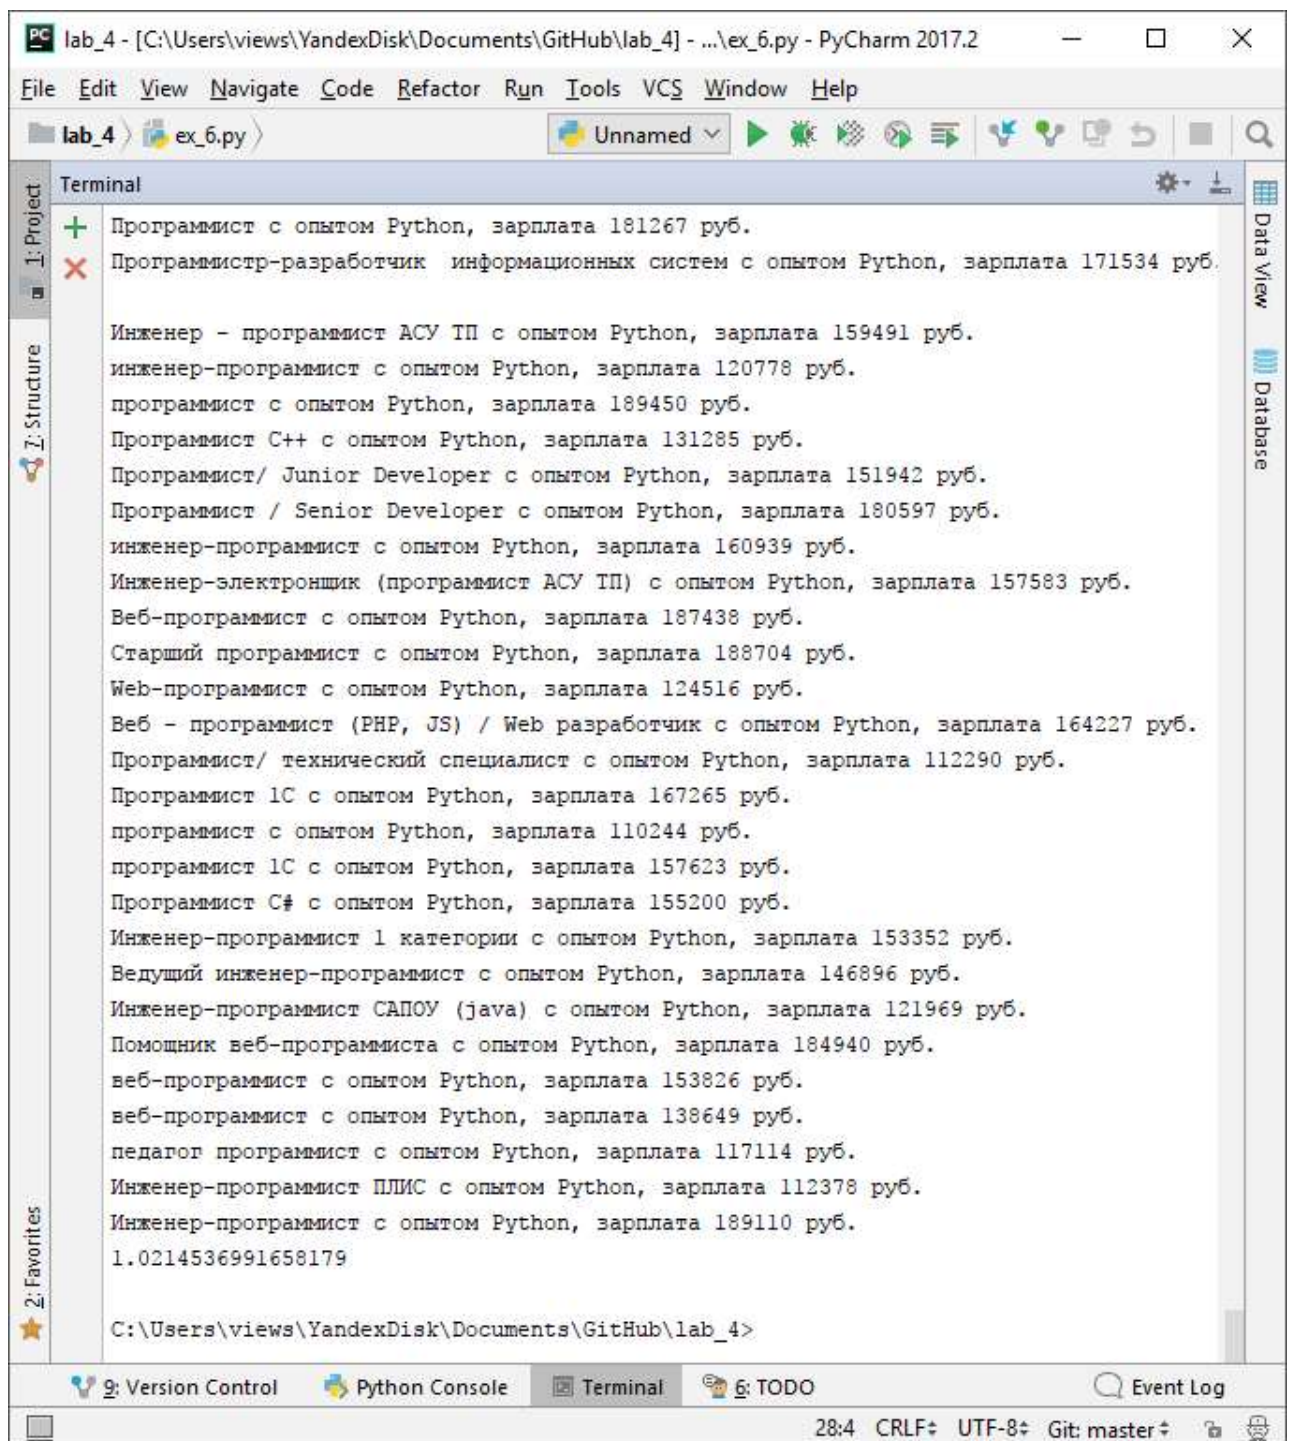 lab_4 - [C:\Users\views\YandexDisk\Documents\GitHub\lab_4] - ...\ex_6.py - PyCharm 2017.2
File Edit View Navigate Code Refactor Run Tools VCS Window Help
lab_4 ex_6.py Unnamed
1: Project
7: Structure
2: Favorites
Terminal
Программист с опытом Python, зарплата 181267 руб.
Программистр-разработчик  информационных систем с опытом Python, зарплата 171534 руб.
Инженер - программист АСУ ТП с опытом Python, зарплата 159491 руб.
инженер-программист с опытом Python, зарплата 120778 руб.
программист с опытом Python, зарплата 189450 руб.
Программист C++ с опытом Python, зарплата 131285 руб.
Программист/ Junior Developer с опытом Python, зарплата 151942 руб.
Программист / Senior Developer с опытом Python, зарплата 180597 руб.
инженер-программист с опытом Python, зарплата 160939 руб.
Инженер-электронщик (программист АСУ ТП) с опытом Python, зарплата 157583 руб.
Веб-программист с опытом Python, зарплата 187438 руб.
Старший программист с опытом Python, зарплата 188704 руб.
Web-программист с опытом Python, зарплата 124516 руб.
Веб - программист (PHP, JS) / Web разработчик с опытом Python, зарплата 164227 руб.
Программист/ технический специалист с опытом Python, зарплата 112290 руб.
Программист 1С с опытом Python, зарплата 167265 руб.
программист с опытом Python, зарплата 110244 руб.
программист 1С с опытом Python, зарплата 157623 руб.
Программист C# с опытом Python, зарплата 155200 руб.
Инженер-программист 1 категории с опытом Python, зарплата 153352 руб.
Ведущий инженер-программист с опытом Python, зарплата 146896 руб.
Инженер-программист САПОУ (java) с опытом Python, зарплата 121969 руб.
Помощник веб-программиста с опытом Python, зарплата 184940 руб.
веб-программист с опытом Python, зарплата 153826 руб.
веб-программист с опытом Python, зарплата 138649 руб.
педагог программист с опытом Python, зарплата 117114 руб.
Инженер-программист ПЛИС с опытом Python, зарплата 112378 руб.
Инженер-программист с опытом Python, зарплата 189110 руб.
1.0214536991658179
C:\Users\views\YandexDisk\Documents\GitHub\lab_4>
Data View
Database
9: Version Control Python Console Terminal 6: TODO Event Log
28:4 CRLF UTF-8 Git: master